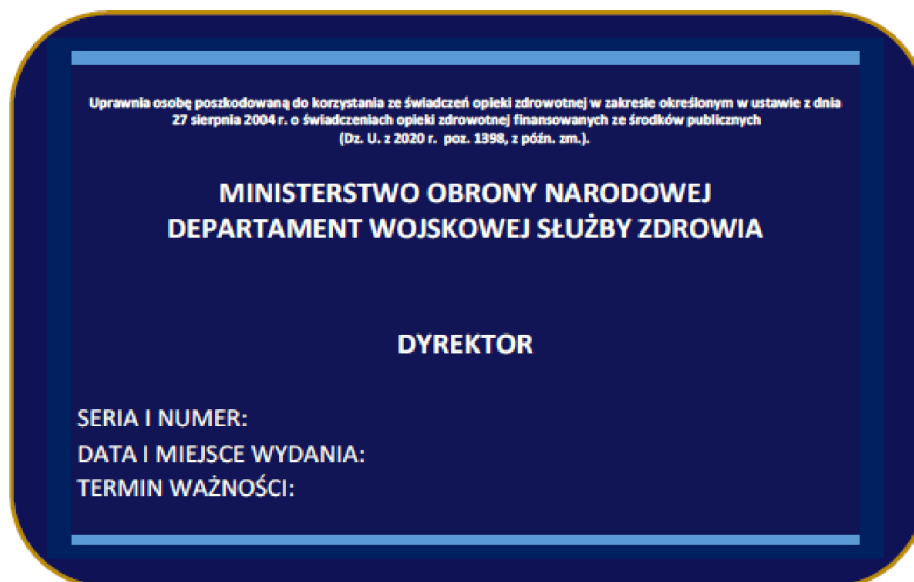 Uprawnia osobę poszkodowaną do korzystania ze świadczeń opieki zdrowotnej w zakresie określonym w ustawie z dnia
27 sierpnia 2004 r. o świadczeniach opieki zdrowotnej finansowanych ze środków publicznych
(Dz. U. z 2020 r. poz. 1398, z późn. zm.).
MINISTERSTWO OBRONY NARODOWEJ
DEPARTAMENT WOJSKOWEJ SŁUŻBY ZDROWIA
DYREKTOR
SERIA I NUMER:
DATA I MIEJSCE WYDANIA:
TERMIN WAŻNOŚCI: